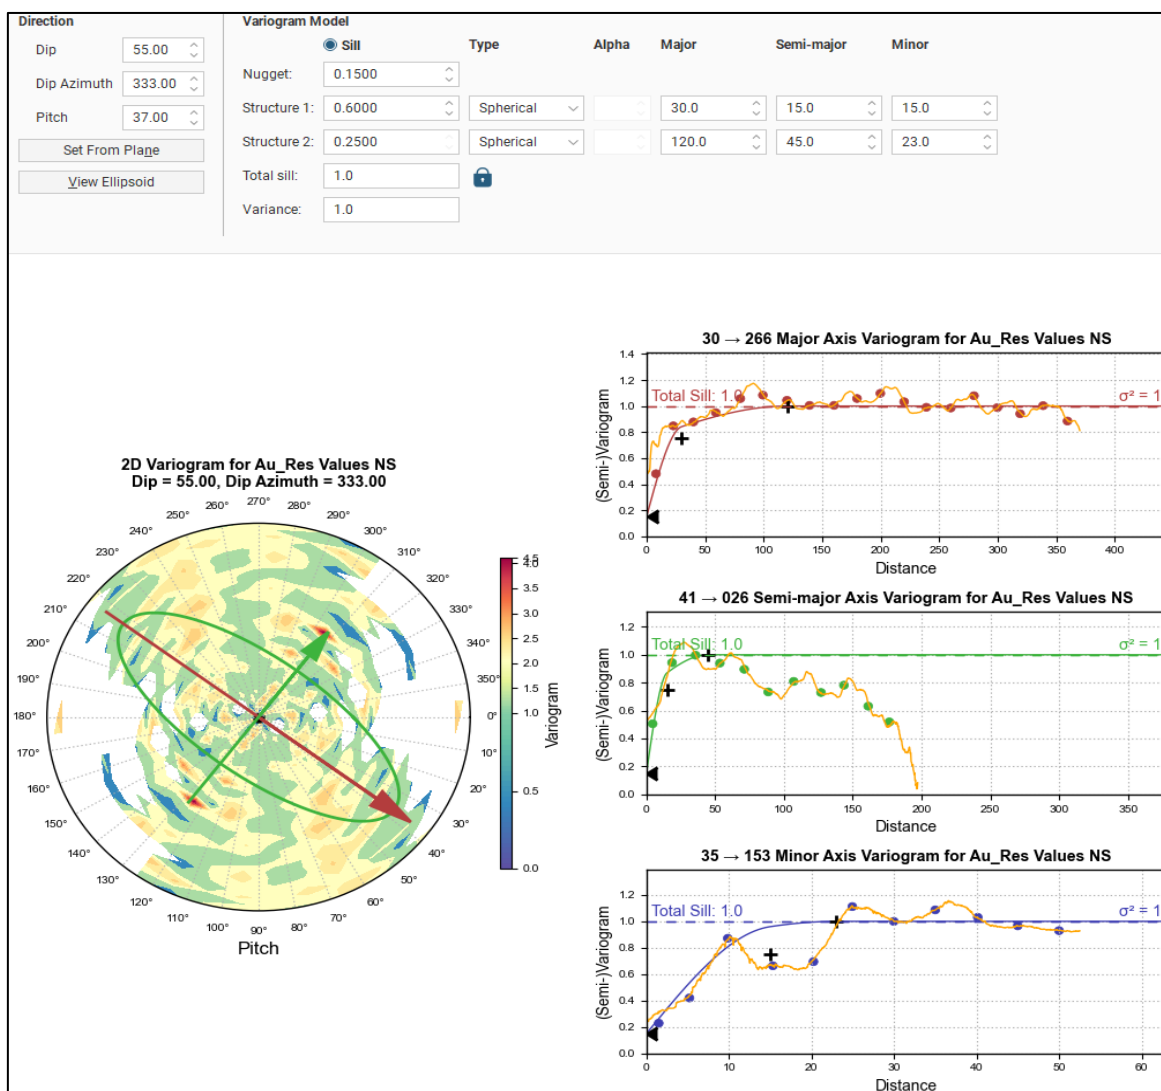 Direction
Dip 55.00
Dip Azimuth 333.00
Pitch 37.00
Set From Plane
View Ellipsoid
Variogram Model
Sill Type Alpha Major Semi-major Minor
Nugget: 0.1500
Structure 1: 0.6000 Spherical 30.0 15.0 15.0
Structure 2: 0.2500 Spherical 120.0 45.0 23.0
Total sill: 1.0
Variance: 1.0
2D Variogram for Au_Res Values NS
Dip = 55.00, Dip Azimuth = 333.00
270°
260° 280°
250° 290°
240° 300°
230° 310°
220° 320°
210° 330°
200° 340°
190° 350°
180° 0°
170° 10°
160° 20°
150° 30°
140° 40°
130° 50°
120° 60°
110° 70°
100° 80°
90°
Pitch
4.5
4.0
3.5
3.0
2.5
2.0
1.5
1.0
0.5
0.0
Variogram
30 → 266 Major Axis Variogram for Au_Res Values NS
1.4
1.2
1.0
0.8
0.6
0.4
0.2
0.0
(Semi-)Variogram
Total Sill: 1.0 σ² = 1
0 50 100 150 200 250 300 350 400
Distance
41 → 026 Semi-major Axis Variogram for Au_Res Values NS
1.2
1.0
0.8
0.6
0.4
0.2
0.0
(Semi-)Variogram
Total Sill: 1.0 σ² = 1
0 50 100 150 200 250 300 350
Distance
35 → 153 Minor Axis Variogram for Au_Res Values NS
1.2
1.0
0.8
0.6
0.4
0.2
0.0
(Semi-)Variogram
Total Sill: 1.0 σ² = 1
0 10 20 30 40 50 60
Distance